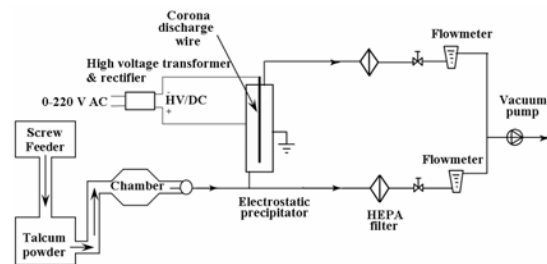 Corona
discharge
wire
Flowmeter
High voltage transformer
& rectifier
0-220 V AC
-
HV/DC
+
Vacuum
pump
Screw
Feeder
Flowmeter
Chamber
Electrostatic
precipitator
HEPA
filter
Talcum
powder